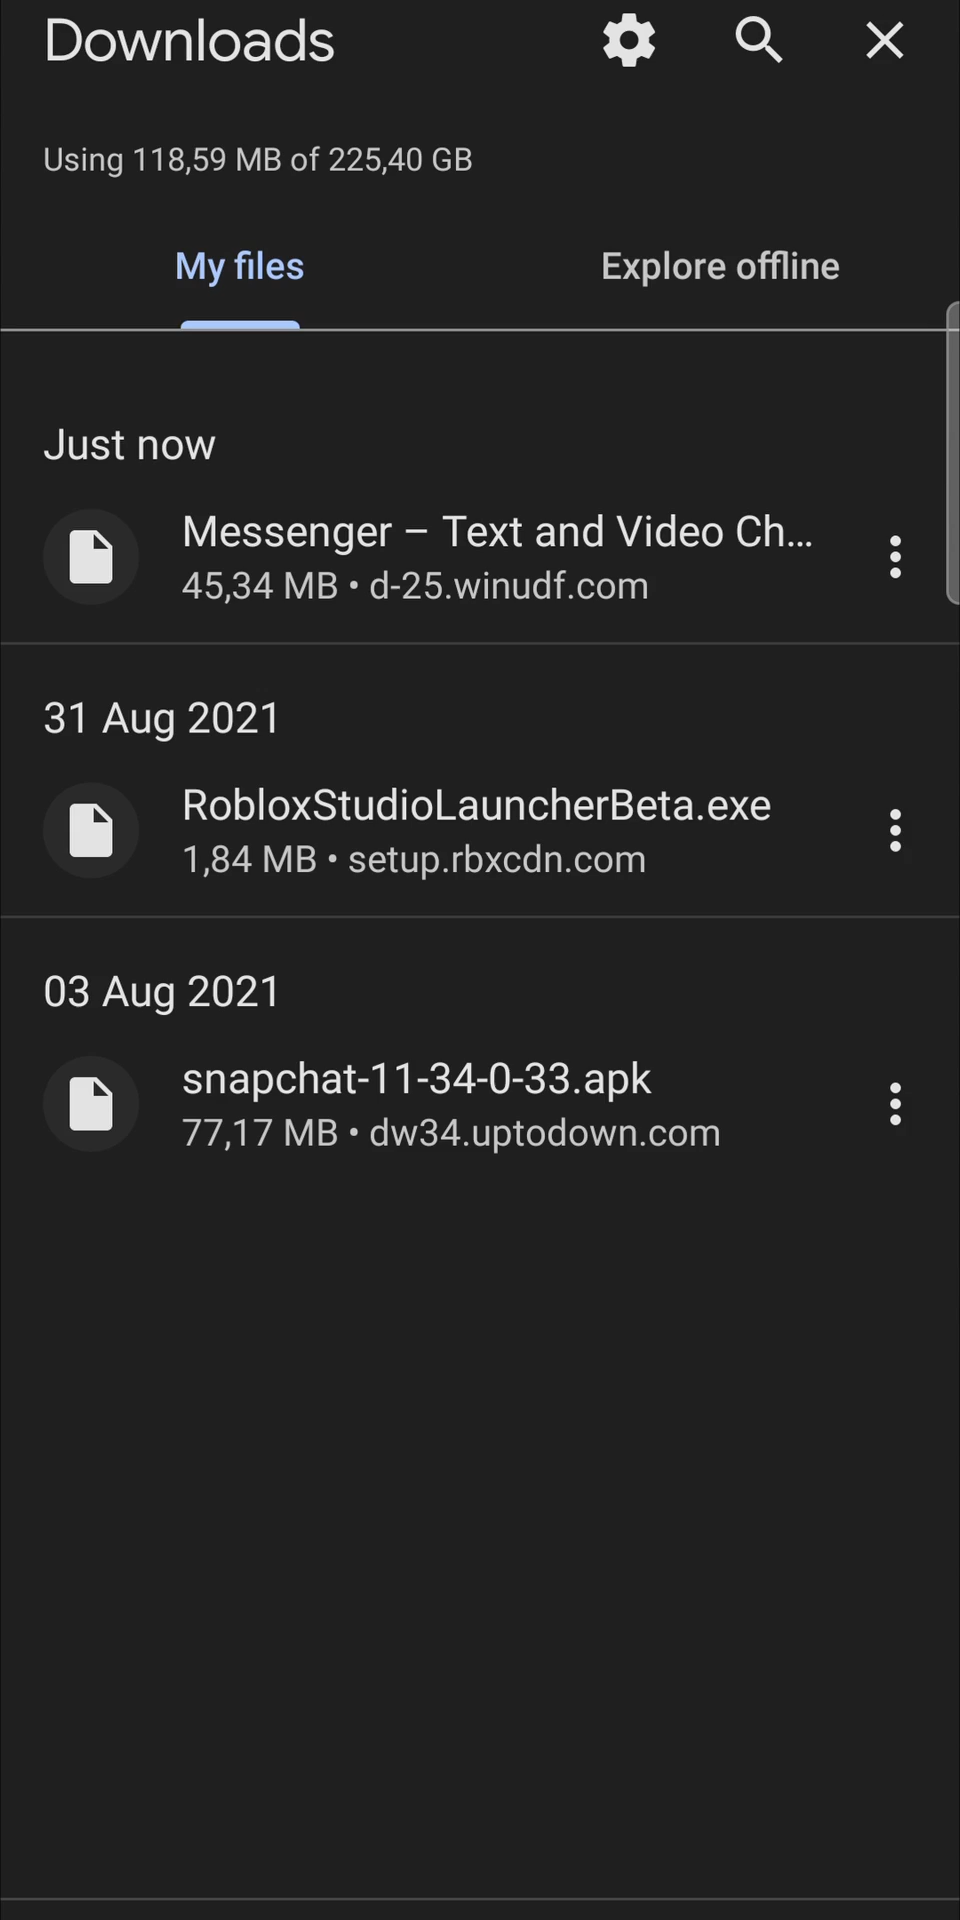 Downloads
Using 118,59 MB of 225,40 GB
My files
Explore offline
Just now
Messenger – Text and Video Ch...
45,34 MB • d-25.winudf.com
31 Aug 2021
RobloxStudioLauncherBeta.exe
1,84 MB • setup.rbxcdn.com
03 Aug 2021
snapchat-11-34-0-33.apk
77,17 MB • dw34.uptodown.com